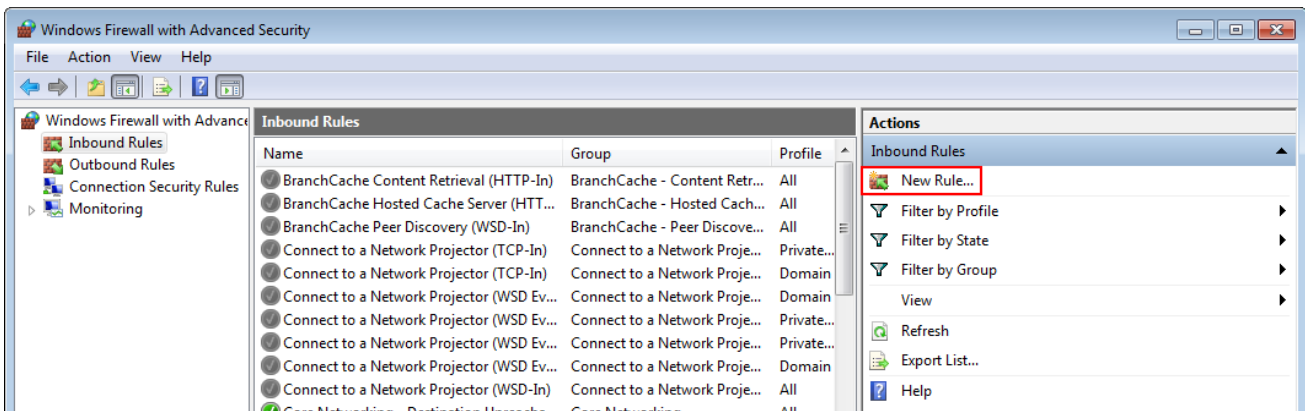 Windows Firewall with Advanced Security
File Action View Help
Windows Firewall with Advance
Inbound Rules
Outbound Rules
Connection Security Rules
Monitoring
Inbound Rules
Name Group Profile
BranchCache Content Retrieval (HTTP-In) BranchCache - Content Retr... All
BranchCache Hosted Cache Server (HTT... BranchCache - Hosted Cach... All
BranchCache Peer Discovery (WSD-In) BranchCache - Peer Discove... All
Connect to a Network Projector (TCP-In) Connect to a Network Proje... Private...
Connect to a Network Projector (TCP-In) Connect to a Network Proje... Domain
Connect to a Network Projector (WSD Ev... Connect to a Network Proje... Domain
Connect to a Network Projector (WSD Ev... Connect to a Network Proje... Private...
Connect to a Network Projector (WSD Ev... Connect to a Network Proje... Private...
Connect to a Network Projector (WSD Ev... Connect to a Network Proje... Domain
Connect to a Network Projector (WSD-In) Connect to a Network Proje... All
Core Networking - Destination Unreacha... Core Networking All
Actions
Inbound Rules
New Rule...
Filter by Profile
Filter by State
Filter by Group
View
Refresh
Export List...
Help